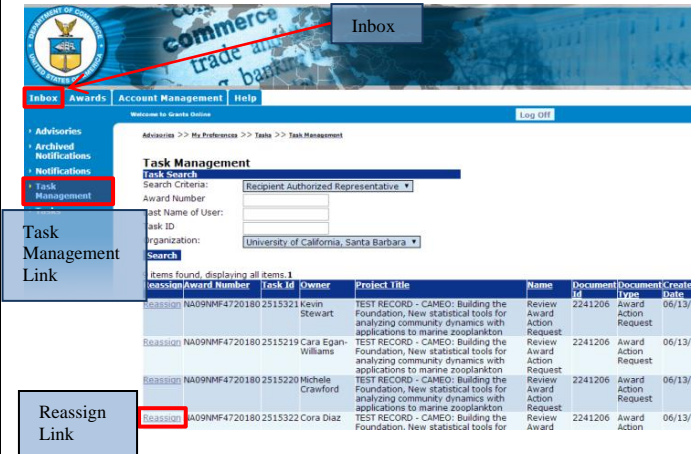 DEPARTMENT OF COMMERCE
UNITED STATES OF
commerce
trade and
banking
Inbox
Inbox Awards Account Management Help
Welcome to Grants Online Log Off
Advisories
Archived
Notifications
Notifications
Task
Management
Advisories >> My Preferences >> Tasks >> Task Management
Task Management
Task Search
Search Criteria: Recipient Authorized Representative
Award Number
Last Name of User:
Task ID
Organization: University of California, Santa Barbara
Search
Task
Management
Link
items found, displaying all items.1
Reassign Award Number Task Id Owner Project Title Name Document Id Document Type Create Date
Reassign NA09NMF4720180 2515321 Kevin Stewart TEST RECORD - CAMEO: Building the Foundation, New statistical tools for analyzing community dynamics with applications to marine zooplankton Review Award Action Request 2241206 Award Action Request 06/13/
Reassign NA09NMF4720180 2515219 Cara Egan-Williams TEST RECORD - CAMEO: Building the Foundation, New statistical tools for analyzing community dynamics with applications to marine zooplankton Review Award Action Request 2241206 Award Action Request 06/13/
Reassign NA09NMF4720180 2515220 Michele Crawford TEST RECORD - CAMEO: Building the Foundation, New statistical tools for analyzing community dynamics with applications to marine zooplankton Review Award Action Request 2241206 Award Action Request 06/13/
Reassign NA09NMF4720180 2515322 Cora Diaz TEST RECORD - CAMEO: Building the Foundation, New statistical tools for Review Award 2241206 Award Action 06/13/
Reassign
Link